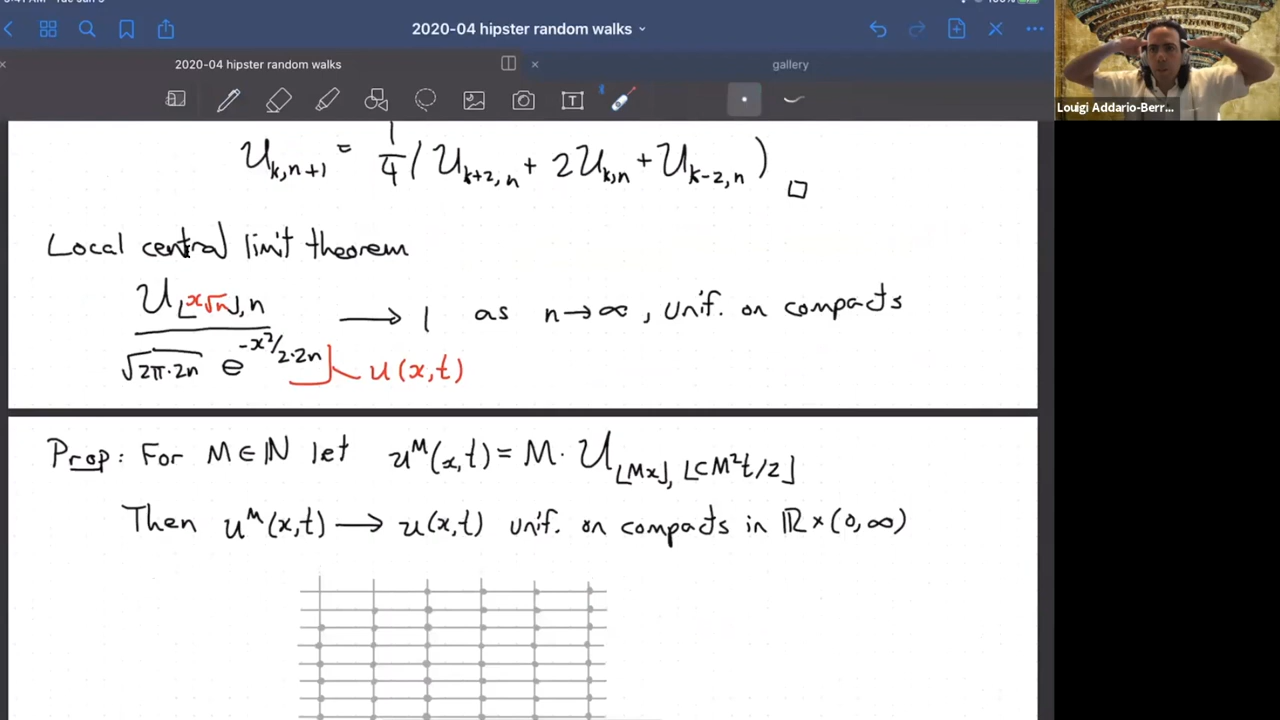 2020-04 hipster random walks
2020-04 hipster random walks
gallery
Louigi Addario-Berr...
U_{k,n+1} = 1/4 ( U_{k+2,n} + 2U_{k,n} + U_{k-2,n} ) □
Local central limit theorem
U_{⌊x√n⌋,n} / √(2π·2n) e^{-x²/2·2n} → 1 as n→∞, unif. on compacts
u(x,t)
Prop: For M∈ℕ let u^M(x,t) = M · U_{⌊Mx⌋, ⌊CM²t/2⌋}
Then u^M(x,t) → u(x,t) unif. on compacts in ℝ×(0,∞)